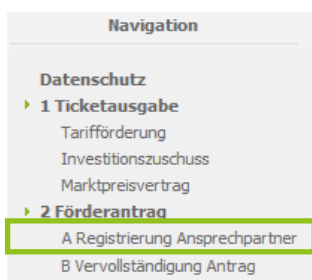 Navigation
Datenschutz
1 Ticketausgabe
Tarifförderung
Investitionszuschuss
Marktpreisvertrag
2 Förderantrag
A Registrierung Ansprechpartner
B Vervollständigung Antrag